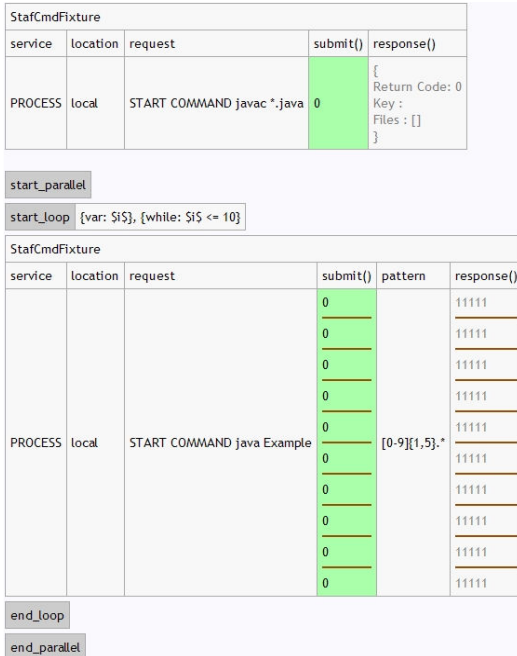 StafCmdFixture
service location request submit() response()
PROCESS local START COMMAND javac *.java 0
{
Return Code: 0
Key :
Files : []
}
start_parallel
start_loop {var: $i$}, {while: $i$ <= 10}
StafCmdFixture
service location request submit() pattern response()
0 11111
0 11111
0 11111
0 11111
PROCESS local START COMMAND java Example 0 [0-9][1,5}.* 11111
0 11111
0 11111
0 11111
0 11111
0 11111
end_loop
end_parallel